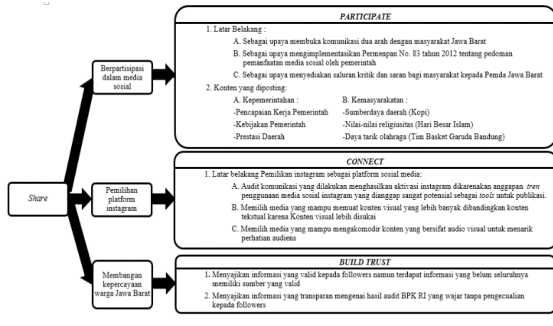 PARTICIPATE
1. Latar Belakang :
A. Sebagai upaya membuka komunikasi dua arah dengan masyarakat Jawa Barat
B. Sebagai upaya mengimplementasikan Permenpan No. 83 tahun 2012 tentang pedoman
pemanfaatan media sosial oleh pemerintah
C. Sebagai upaya menyediakan saluran kritik dan saran bagi masyarakat kepada Pemda Jawa Barat
2. Konten yang diposting:
A. Kepemerintahan :
-Pencapaian Kerja Pemerintah
-Kebijakan Pemerintah
-Prestasi Daerah
B. Kemasyarakatan :
-Sumberdaya daerah (Kopi)
-Nilai-nilai religiusitas (Hari Besar Islam)
-Daya tarik olahraga (Tim Basket Garuda Bandung)
Berpartisipasi
dalam media
sosial
CONNECT
1. Latar belakang Pemilihan instagram sebagai platform sosial media:
A. Audit komunikasi yang dilakukan menghasilkan aktivasi instagram dikarenakan anggapan tren
penggunaan media sosial instagram yang dianggap sangat potensial sebagai tools untuk publikasi.
B. Memilih media yang mampu memuat konten visual yang lebih banyak dibandingkan konten
tekstual karena Konten visual lebih disukai
C. Memilih media yang mampu mengakomodir konten yang bersifat audio visual untuk menarik
perhatian audiens
Share
Pemilihan
platform
instagram
BUILD TRUST
1. Menyajikan informasi yang valid kepada followers namun terdapat informasi yang belum seluruhnya
memiliki sumber yang valid
2. Menyajikan informasi yang transparan mengenai hasil audit BPK RI yang wajar tanpa pengecualian
kepada followers
Membangun
kepercayaan
warga Jawa Barat